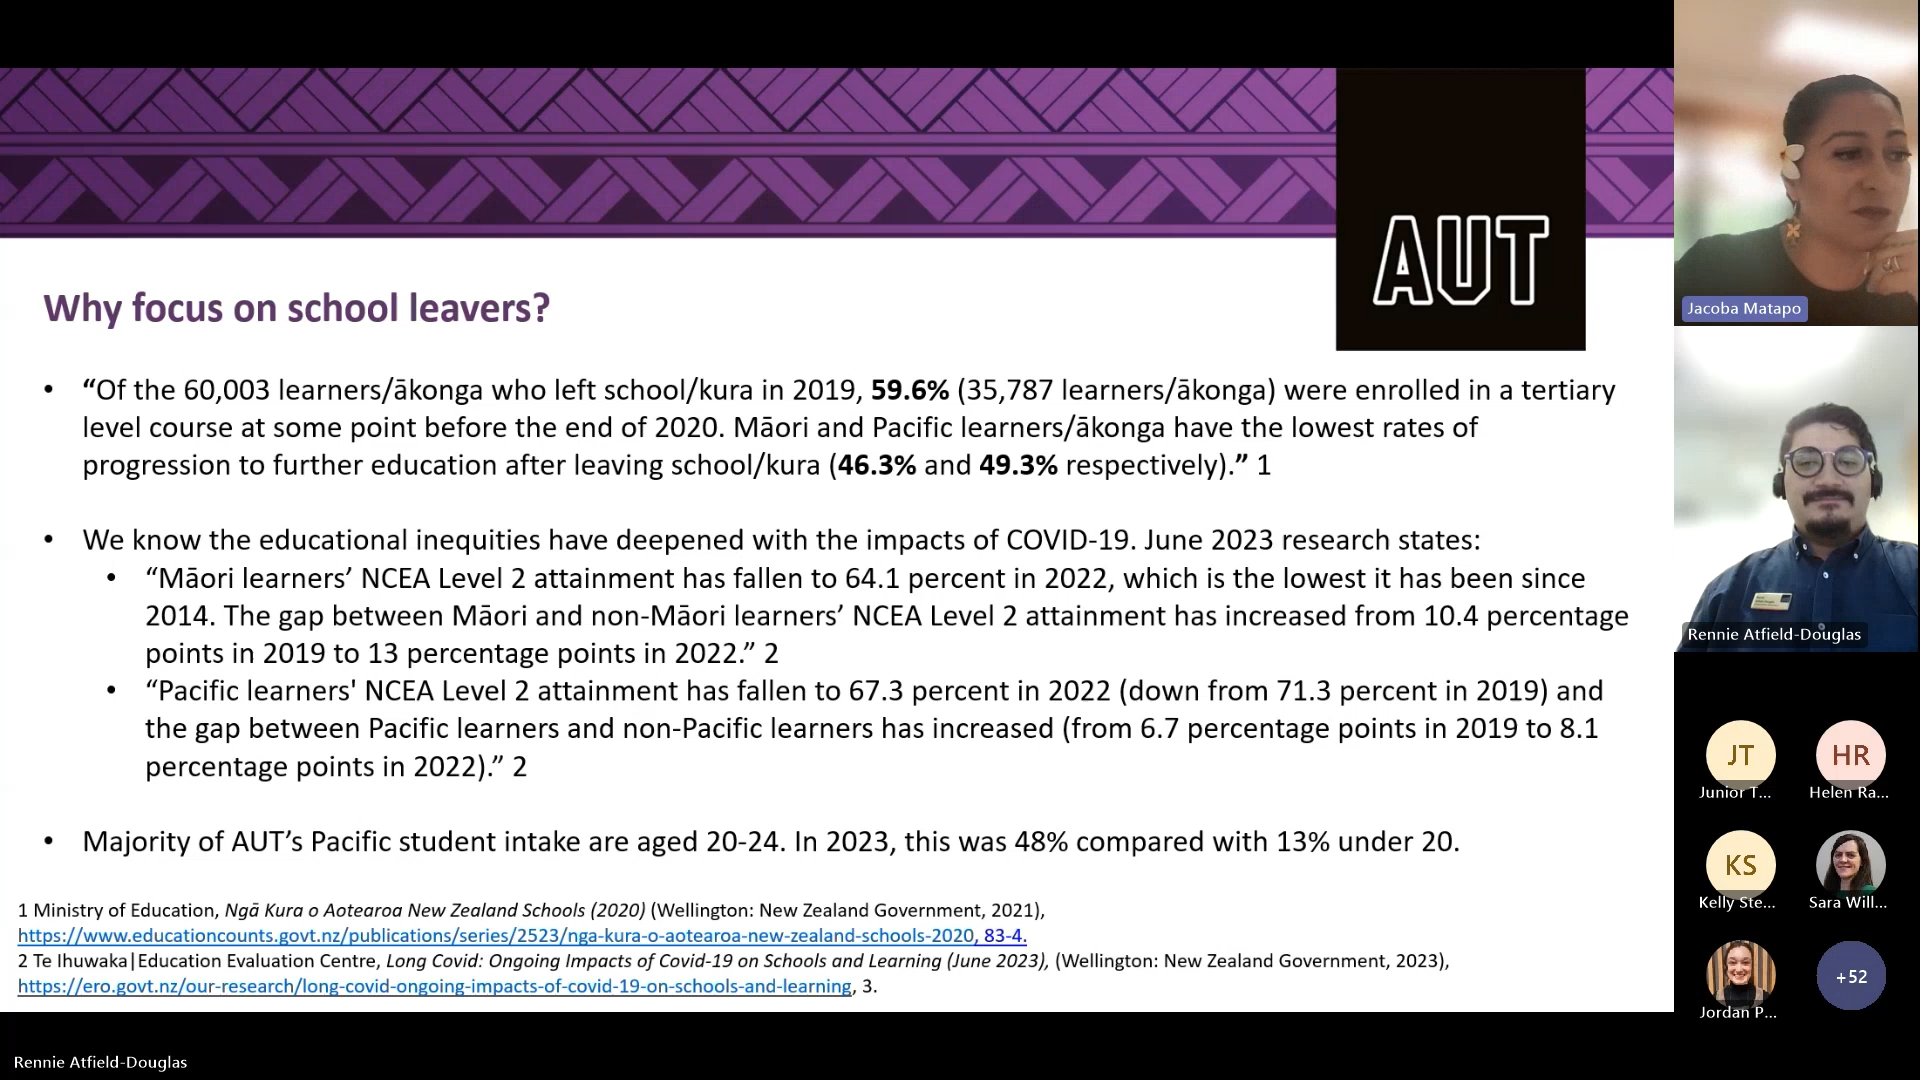 AUT
Why focus on school leavers?
• “Of the 60,003 learners/ākonga who left school/kura in 2019, 59.6% (35,787 learners/ākonga) were enrolled in a tertiary
level course at some point before the end of 2020. Māori and Pacific learners/ākonga have the lowest rates of
progression to further education after leaving school/kura (46.3% and 49.3% respectively).” 1
• We know the educational inequities have deepened with the impacts of COVID-19. June 2023 research states:
• “Māori learners’ NCEA Level 2 attainment has fallen to 64.1 percent in 2022, which is the lowest it has been since
2014. The gap between Māori and non-Māori learners’ NCEA Level 2 attainment has increased from 10.4 percentage
points in 2019 to 13 percentage points in 2022.” 2
• “Pacific learners' NCEA Level 2 attainment has fallen to 67.3 percent in 2022 (down from 71.3 percent in 2019) and
the gap between Pacific learners and non-Pacific learners has increased (from 6.7 percentage points in 2019 to 8.1
percentage points in 2022).” 2
• Majority of AUT’s Pacific student intake are aged 20-24. In 2023, this was 48% compared with 13% under 20.
1 Ministry of Education, Ngā Kura o Aotearoa New Zealand Schools (2020) (Wellington: New Zealand Government, 2021),
https://www.educationcounts.govt.nz/publications/series/2523/nga-kura-o-aotearoa-new-zealand-schools-2020, 83-4.
2 Te Ihuwaka|Education Evaluation Centre, Long Covid: Ongoing Impacts of Covid-19 on Schools and Learning (June 2023), (Wellington: New Zealand Government, 2023),
https://ero.govt.nz/our-research/long-covid-ongoing-impacts-of-covid-19-on-schools-and-learning, 3.
Rennie Atfield-Douglas
Jacoba Matapo
Rennie Atfield-Douglas
JT
HR
Junior T...
Helen Ra...
KS
Kelly Ste...
Sara Will...
+52
Jordan P...